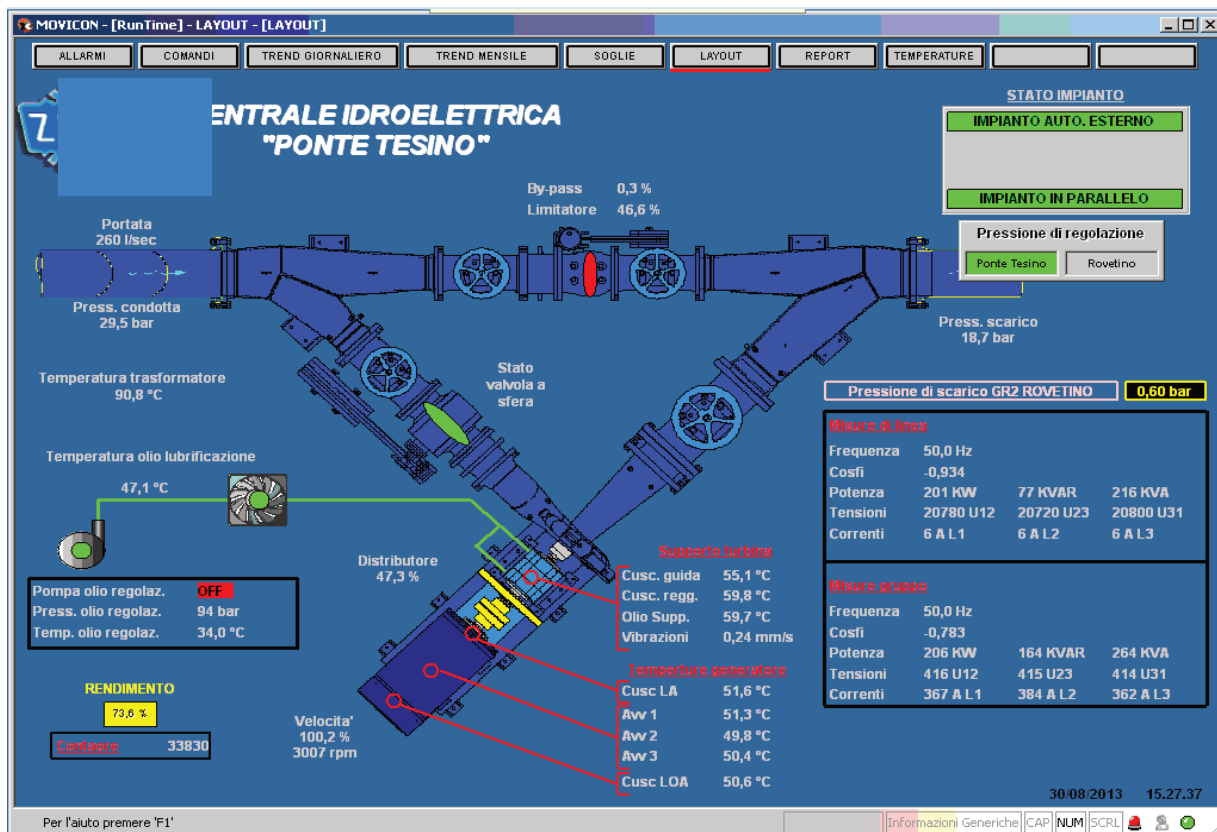 MOVICON - [RunTime] - LAYOUT - [LAYOUT]
ALLARMI COMANDI TREND GIORNALIERO TREND MENSILE SOGLIE LAYOUT REPORT TEMPERATURE
ENTRALE IDROELETTRICA
"PONTE TESINO"
STATO IMPIANTO
IMPIANTO AUTO. ESTERNO
IMPIANTO IN PARALLELO
By-pass 0,3 %
Limitatore 46,6 %
Pressione di regolazione
Ponte Tesino Rovetino
Portata
260 l/sec
Press. condotta
29,5 bar
Press. scarico
18,7 bar
Temperatura trasformatore
90,8 °C
Stato
valvola a
sfera
Pressione di scarico GR2 ROVETINO 0,60 bar
Misure di linea
Frequenza 50,0 Hz
Cosfi -0,934
Potenza 201 KW 77 KVAR 216 KVA
Tensioni 20780 U12 20720 U23 20800 U31
Correnti 6 A L1 6 A L2 6 A L3
Misure gruppo
Frequenza 50,0 Hz
Cosfi -0,783
Potenza 206 KW 164 KVAR 264 KVA
Tensioni 416 U12 415 U23 414 U31
Correnti 367 A L1 384 A L2 362 A L3
Temperatura olio lubrificazione
47,1 °C
Distributore
47,3 %
Pompa olio regolaz. OFF
Press. olio regolaz. 94 bar
Temp. olio regolaz. 34,0 °C
Supporto turbina
Cusc. guida 55,1 °C
Cusc. regg. 59,8 °C
Olio Supp. 59,7 °C
Vibrazioni 0,24 mm/s
Temperture generatore
Cusc LA 51,6 °C
Avv 1 51,3 °C
Avv 2 49,8 °C
Avv 3 50,4 °C
Cusc LOA 50,6 °C
RENDIMENTO
73,6 %
Contatore 33830
Velocita'
100,2 %
3007 rpm
30/08/2013 15.27.37
Per l'aiuto premere 'F1'
Informazioni Generiche CAP NUM SCRL